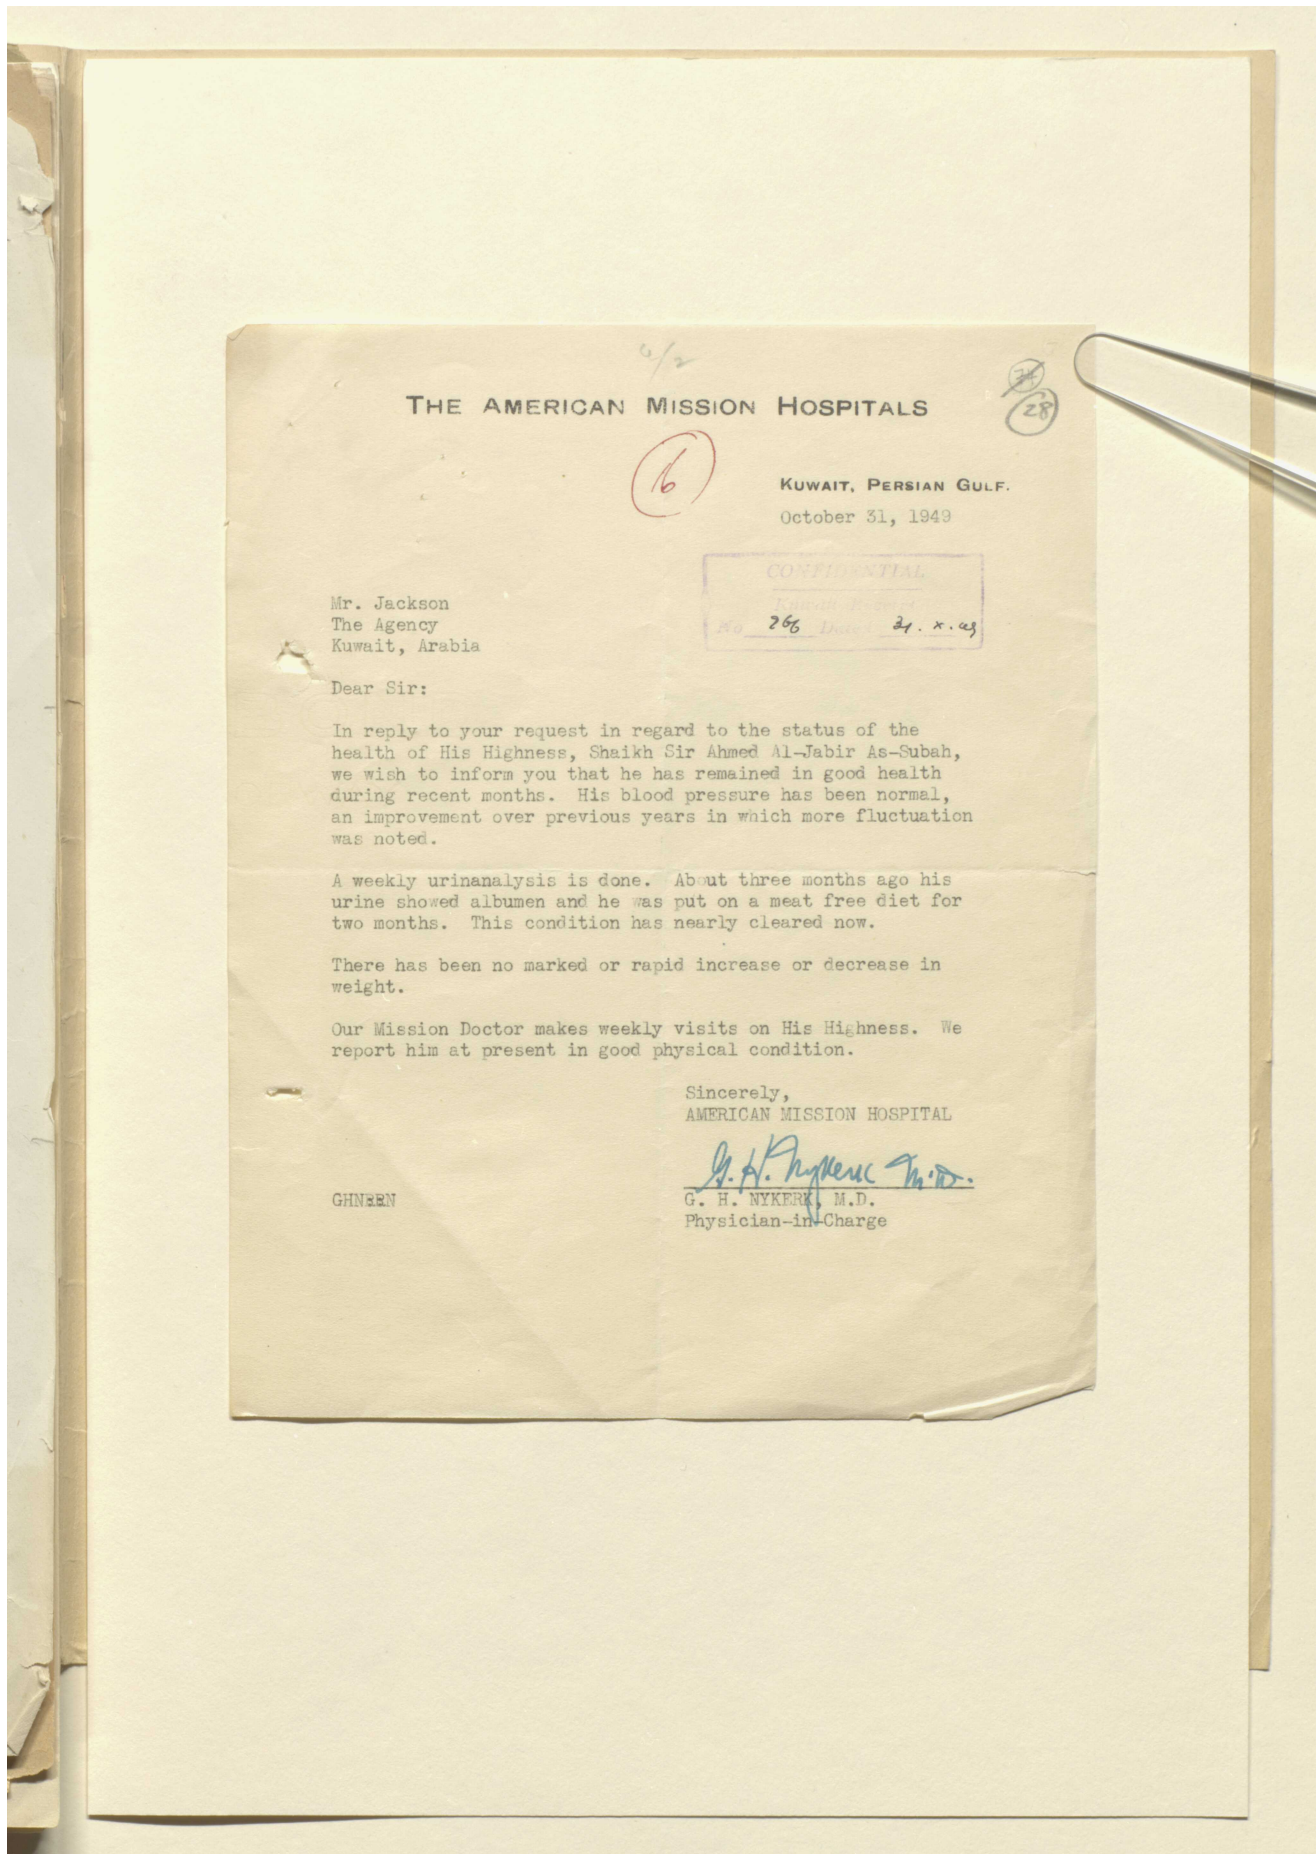 6/2
THE AMERICAN MISSION HOSPITALS
28
16
KUWAIT, PERSIAN GULF.
October 31, 1949
CONFIDENTIAL
No 266 Date 31.x.49
Mr. Jackson
The Agency
Kuwait, Arabia
Dear Sir:
In reply to your request in regard to the status of the
health of His Highness, Shaikh Sir Ahmed Al-Jabir As-Subah,
we wish to inform you that he has remained in good health
during recent months. His blood pressure has been normal,
an improvement over previous years in which more fluctuation
was noted.
A weekly urinanalysis is done. About three months ago his
urine showed albumen and he was put on a meat free diet for
two months. This condition has nearly cleared now.
There has been no marked or rapid increase or decrease in
weight.
Our Mission Doctor makes weekly visits on His Highness. We
report him at present in good physical condition.
Sincerely,
AMERICAN MISSION HOSPITAL
G. H. Nykerk M.D.
G. H. NYKERK, M.D.
Physician-in-Charge